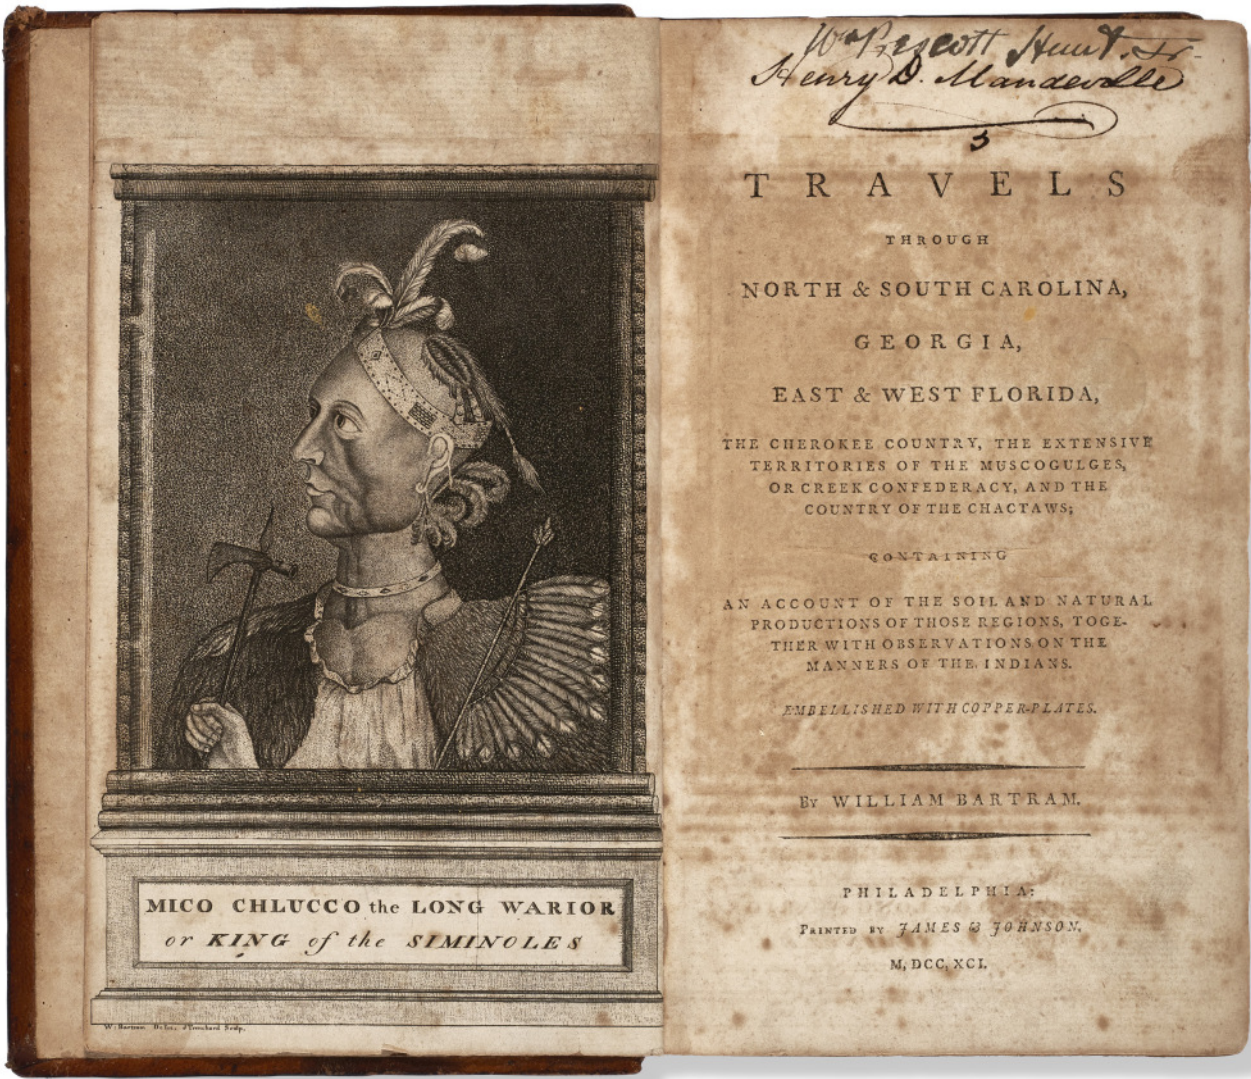 MICO CHLUCCO the LONG WARIOR
or KING of the SIMINOLES
W: Bartram Delin. J Trenchard Sculp.
Wm Prescott Hunt. Jr.
Henry D. Mandeville
3
TRAVELS
THROUGH
NORTH & SOUTH CAROLINA,
GEORGIA,
EAST & WEST FLORIDA,
THE CHEROKEE COUNTRY, THE EXTENSIVE
TERRITORIES OF THE MUSCOGULGES,
OR CREEK CONFEDERACY, AND THE
COUNTRY OF THE CHACTAWS;
CONTAINING
AN ACCOUNT OF THE SOIL AND NATURAL
PRODUCTIONS OF THOSE REGIONS, TOGE-
THER WITH OBSERVATIONS ON THE
MANNERS OF THE INDIANS.
EMBELLISHED WITH COPPER-PLATES.
By WILLIAM BARTRAM.
PHILADELPHIA:
PRINTED BY JAMES & JOHNSON.
M, DCC, XCI.